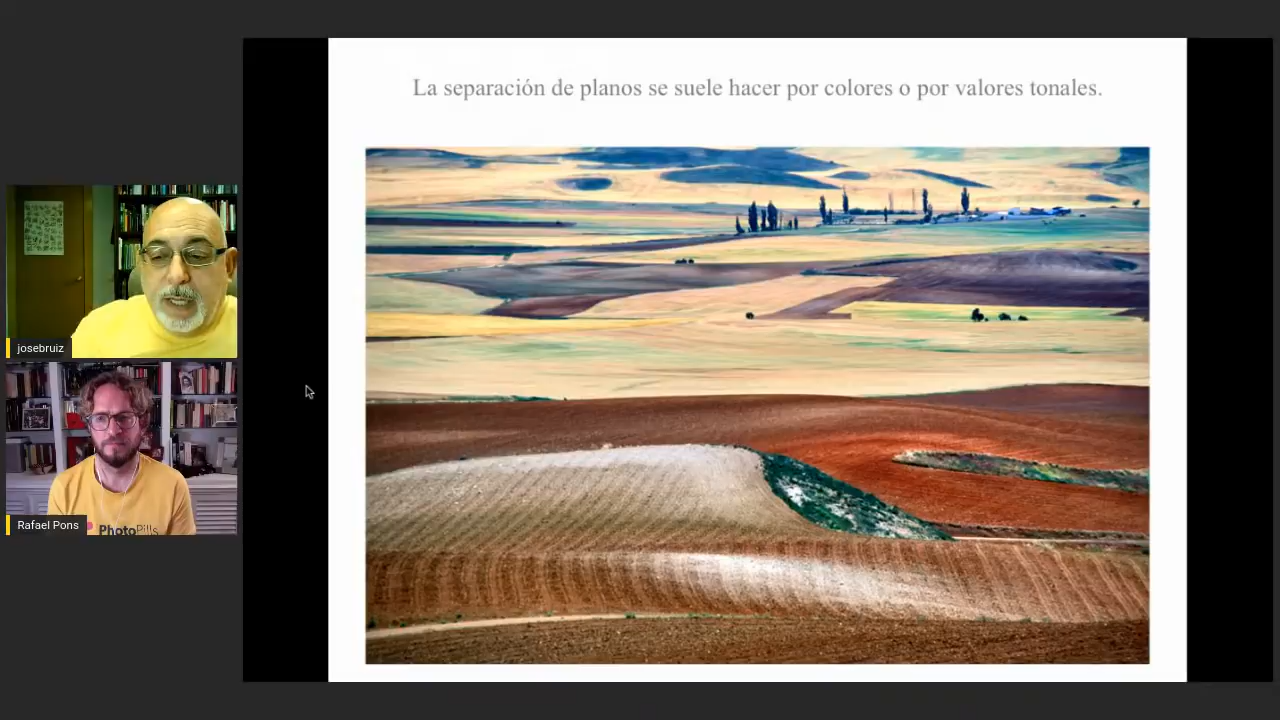 La separación de planos se suele hacer por colores o por valores tonales.
josebruiz
Rafael Pons
PhotoPills